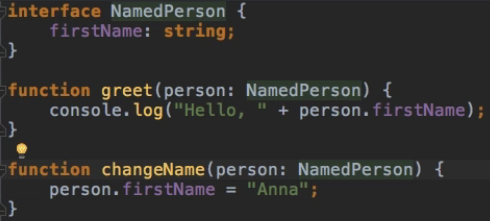 interface NamedPerson {
    firstName: string;
}
function greet(person: NamedPerson) {
    console.log("Hello, " + person.firstName);
}
function changeName(person: NamedPerson) {
    person.firstName = "Anna";
}